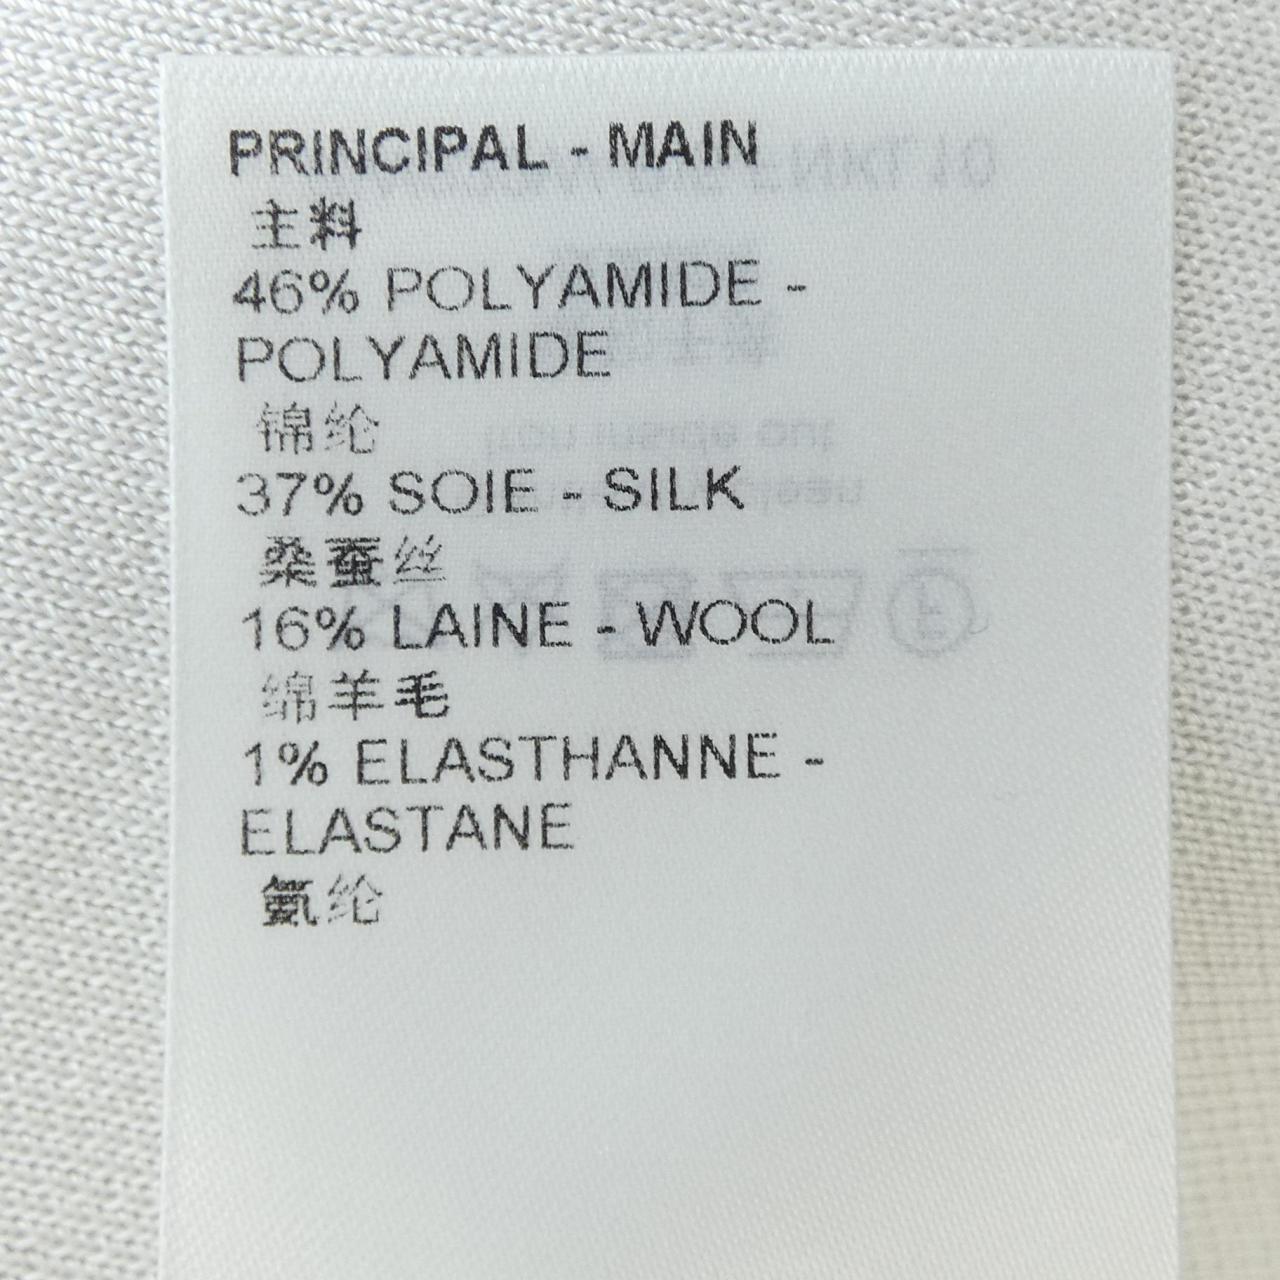 PRINCIPAL - MAIN
主料
46% POLYAMIDE -
POLYAMIDE
锦纶
37% SOIE - SILK
桑蚕丝
16% LAINE - WOOL
绵羊毛
1% ELASTHANNE -
ELASTANE
氨纶